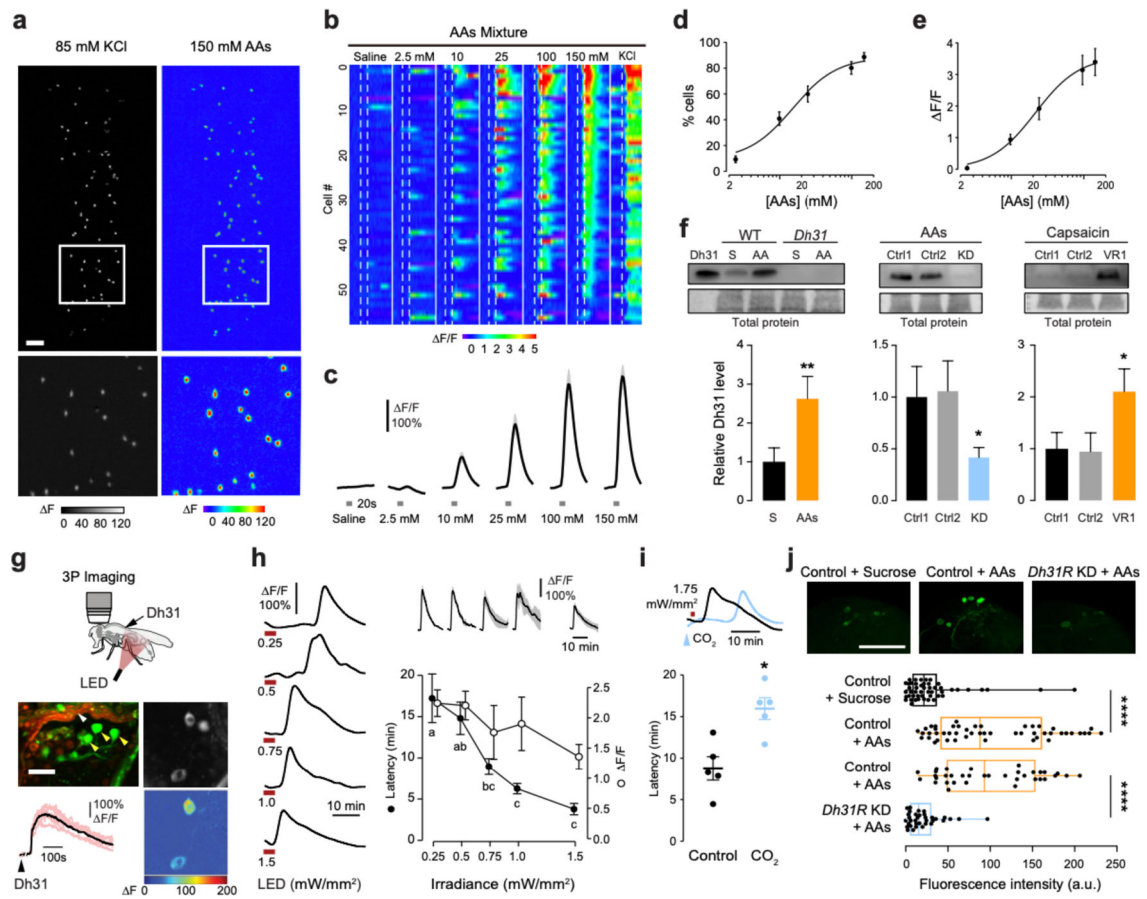 a
85 mM KCl
150 mM AAs
ΔF
0 40 80 120
ΔF
0 40 80 120
b
AAs Mixture
Saline 2.5 mM 10 25 100 150 mM KCl
Cell #
0
10
20
30
40
50
ΔF/F
0 1 2 3 4 5
c
ΔF/F
100%
20s
Saline 2.5 mM 10 mM 25 mM 100 mM 150 mM
d
% cells
100
80
60
40
20
0
2 20 200
[AAs] (mM)
e
ΔF/F
4
3
2
1
0
2 20 200
[AAs] (mM)
f
WT Dh31
Dh31 S AA S AA
Total protein
AAs
Ctrl1 Ctrl2 KD
Total protein
Capsaicin
Ctrl1 Ctrl2 VR1
Total protein
Relative Dh31 level
4
3
2
1
0
**
S AAs
1.5
1.0
0.5
0.0
*
Ctrl1 Ctrl2 KD
3
2
1
0
*
Ctrl1 Ctrl2 VR1
g
3P Imaging
Dh31
LED
100%
ΔF/F
100s
Dh31
ΔF
0 100 200
h
ΔF/F
100%
0.25
0.5
0.75
1.0
10 min
1.5
LED (mW/mm²)
ΔF/F
100%
10 min
Latency (min)
20
15
10
5
0
a
ab
bc
c
c
2.5
2.0
1.5
1.0
0.5
0.0
ΔF/F
0.25 0.5 0.75 1.0 1.5
Irradiance (mW/mm²)
i
1.75
mW/mm²
CO₂
10 min
*
Latency (min)
20
15
10
5
0
Control CO₂
j
Control + Sucrose Control + AAs Dh31R KD + AAs
Control
+ Sucrose
Control
+ AAs
Control
+ AAs
Dh31R KD
+ AAs
****
****
0 50 100 150 200 250
Fluorescence intensity (a.u.)